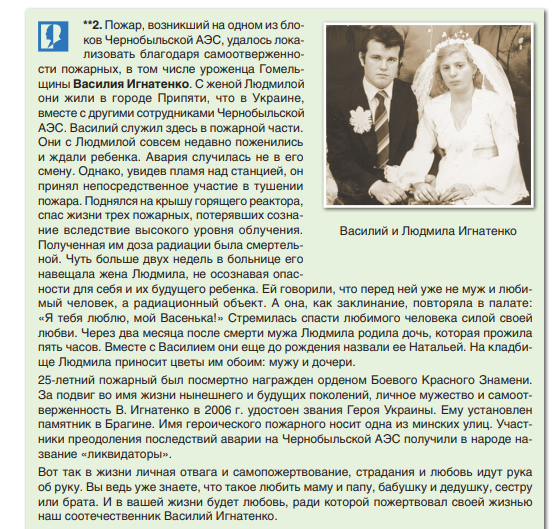 **2. Пожар, возникший на одном из бло-
ков Чернобыльской АЭС, удалось лока-
лизовать благодаря самоотверженно-
сти пожарных, в том числе уроженца Гомель-
щины Василия Игнатенко. С женой Людмилой
они жили в городе Припяти, что в Украине,
вместе с другими сотрудниками Чернобыльской
АЭС. Василий служил здесь в пожарной части.
Они с Людмилой совсем недавно поженились
и ждали ребенка. Авария случилась не в его
смену. Однако, увидев пламя над станцией, он
принял непосредственное участие в тушении
пожара. Поднялся на крышу горящего реактора,
спас жизни трех пожарных, потерявших созна-
ние вследствие высокого уровня облучения.
Полученная им доза радиации была смертель-
ной. Чуть больше двух недель в больнице его
навещала жена Людмила, не осознавая опас-
ности для себя и их будущего ребенка. Ей говорили, что перед ней уже не муж и люби-
мый человек, а радиационный объект. А она, как заклинание, повторяла в палате:
«Я тебя люблю, мой Васенька!» Стремилась спасти любимого человека силой своей
любви. Через два месяца после смерти мужа Людмила родила дочь, которая прожила
пять часов. Вместе с Василием они еще до рождения назвали ее Натальей. На кладби-
ще Людмила приносит цветы им обоим: мужу и дочери.
25-летний пожарный был посмертно награжден орденом Боевого Красного Знамени.
За подвиг во имя жизни нынешнего и будущих поколений, личное мужество и самоот-
верженность В. Игнатенко в 2006 г. удостоен звания Героя Украины. Ему установлен
памятник в Брагине. Имя героического пожарного носит одна из минских улиц. Участ-
ники преодоления последствий аварии на Чернобыльской АЭС получили в народе на-
звание «ликвидаторы».
Вот так в жизни личная отвага и самопожертвование, страдания и любовь идут рука
об руку. Вы ведь уже знаете, что такое любить маму и папу, бабушку и дедушку, сестру
или брата. И в вашей жизни будет любовь, ради которой пожертвовал своей жизнью
наш соотечественник Василий Игнатенко.
Василий и Людмила Игнатенко